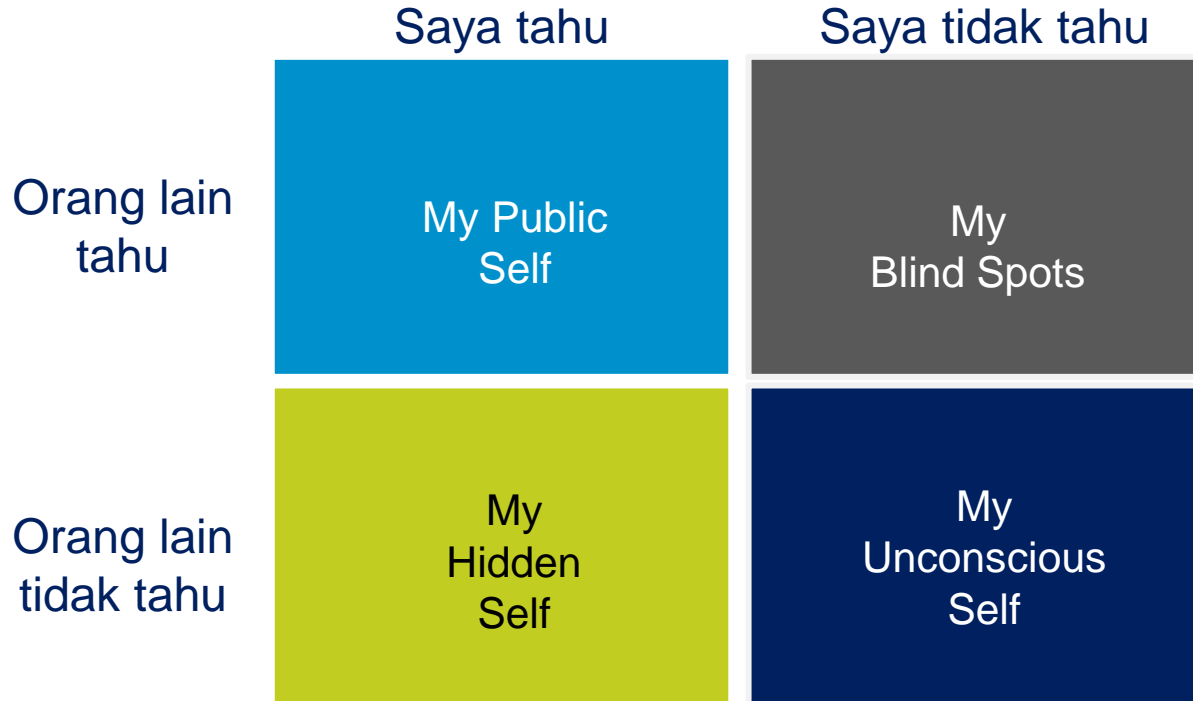 Saya tahu
Saya tidak tahu
Orang lain
tahu
My Public
Self
My
Blind Spots
Orang lain
tidak tahu
My
Hidden
Self
My
Unconscious
Self